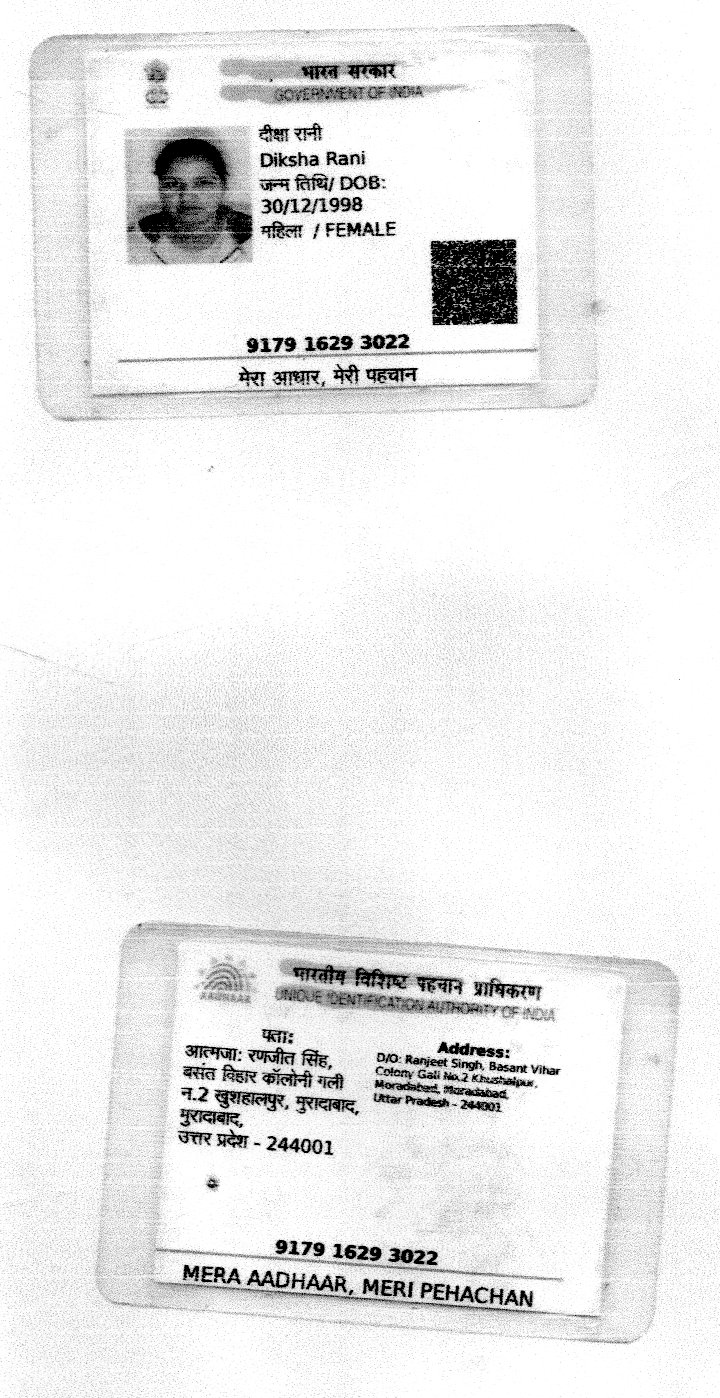 भारत सरकार
GOVERNMENT OF INDIA
दीक्षा रानी
Diksha Rani
जन्म तिथि/ DOB:
30/12/1998
महिला / FEMALE
9179 1629 3022
मेरा आधार, मेरी पहचान
भारतीय विशिष्ट पहचान प्राधिकरण
AADHAAR
UNIQUE IDENTIFICATION AUTHORITY OF INDIA
पता:
आत्मजा: रणजीत सिंह,
बसंत विहार कॉलोनी गली
न.2 खुशहालपुर, मुरादाबाद,
मुरादाबाद,
उत्तर प्रदेश - 244001
Address:
D/O: Ranjeet Singh, Basant Vihar
Colony Gali No.2 Khushalpur,
Moradabad, Moradabad,
Uttar Pradesh - 244001
9179 1629 3022
MERA AADHAAR, MERI PEHACHAN